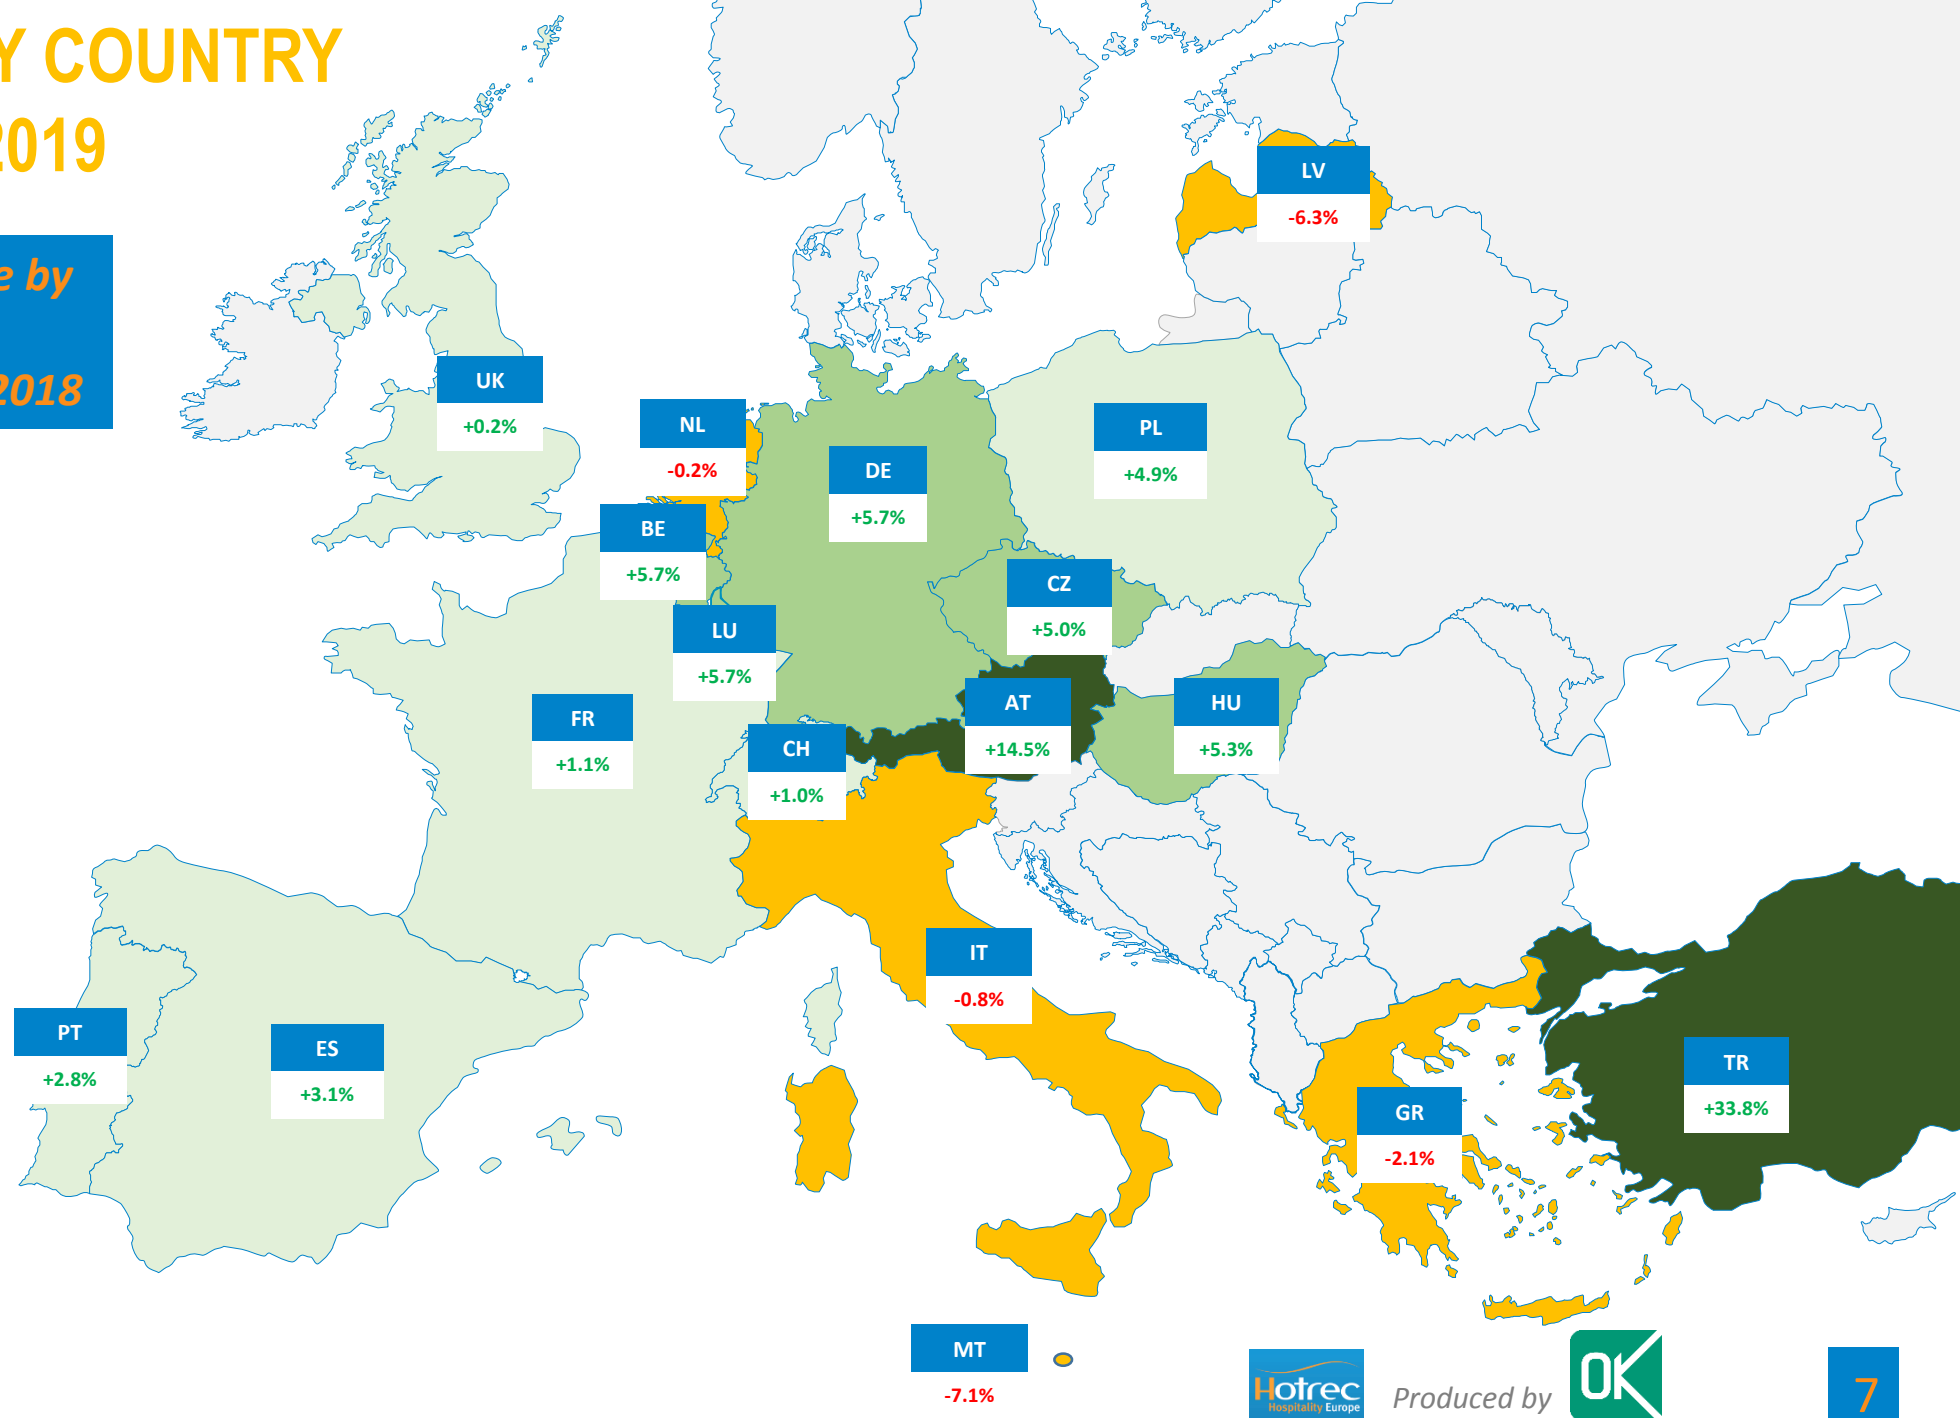 Y COUNTRY
2019
e by
2018
LV
-6.3%
UK
+0.2%
NL
-0.2%
PL
+4.9%
DE
+5.7%
BE
+5.7%
CZ
+5.0%
LU
+5.7%
FR
+1.1%
AT
+14.5%
HU
+5.3%
CH
+1.0%
IT
-0.8%
PT
+2.8%
ES
+3.1%
TR
+33.8%
GR
-2.1%
MT
-7.1%
Hotrec
Hospitality Europe
Produced by
OK
7